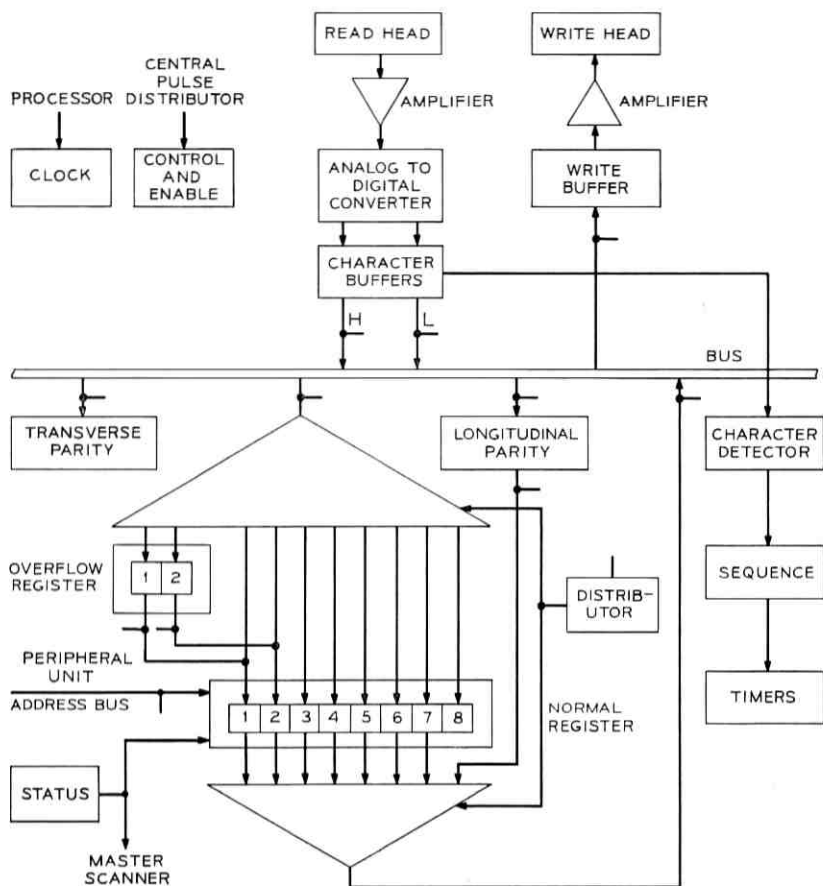 READ HEAD
WRITE HEAD
CENTRAL
PULSE
DISTRIBUTOR
PROCESSOR
AMPLIFIER
AMPLIFIER
CLOCK
CONTROL
AND
ENABLE
ANALOG TO
DIGITAL
CONVERTER
WRITE
BUFFER
CHARACTER
BUFFERS
H
L
BUS
TRANSVERSE
PARITY
LONGITUDINAL
PARITY
CHARACTER
DETECTOR
OVERFLOW
REGISTER
1 2
DISTRIB-
UTOR
SEQUENCE
PERIPHERAL
UNIT
ADDRESS BUS
1 2 3 4 5 6 7 8
NORMAL
REGISTER
TIMERS
STATUS
MASTER
SCANNER